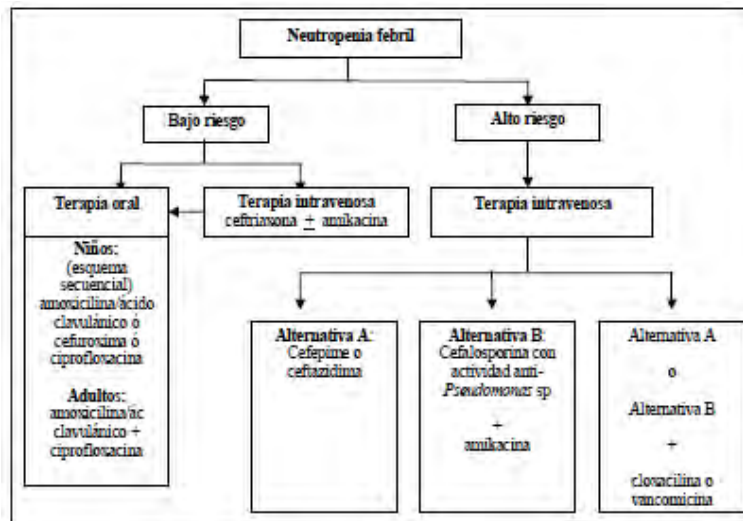 Neutropenia febril
Bajo riesgo
Alto riesgo
Terapia oral
Niños:
(esquema
secuencial)
amoxicilina/ácido
clavulánico ó
cefuroxima ó
ciprofloxacina
Adultos:
amoxicilina/ác
clavulánico +
ciprofloxacina
Terapia intravenosa
ceftriaxona + amikacina
Terapia intravenosa
Alternativa A:
Cefepime o
ceftazidima
Alternativa B:
Cefalosporina con
actividad anti-
Pseudomonas sp
+
amikacina
Alternativa A
o
Alternativa B
+
cloxacilina o
vancomicina